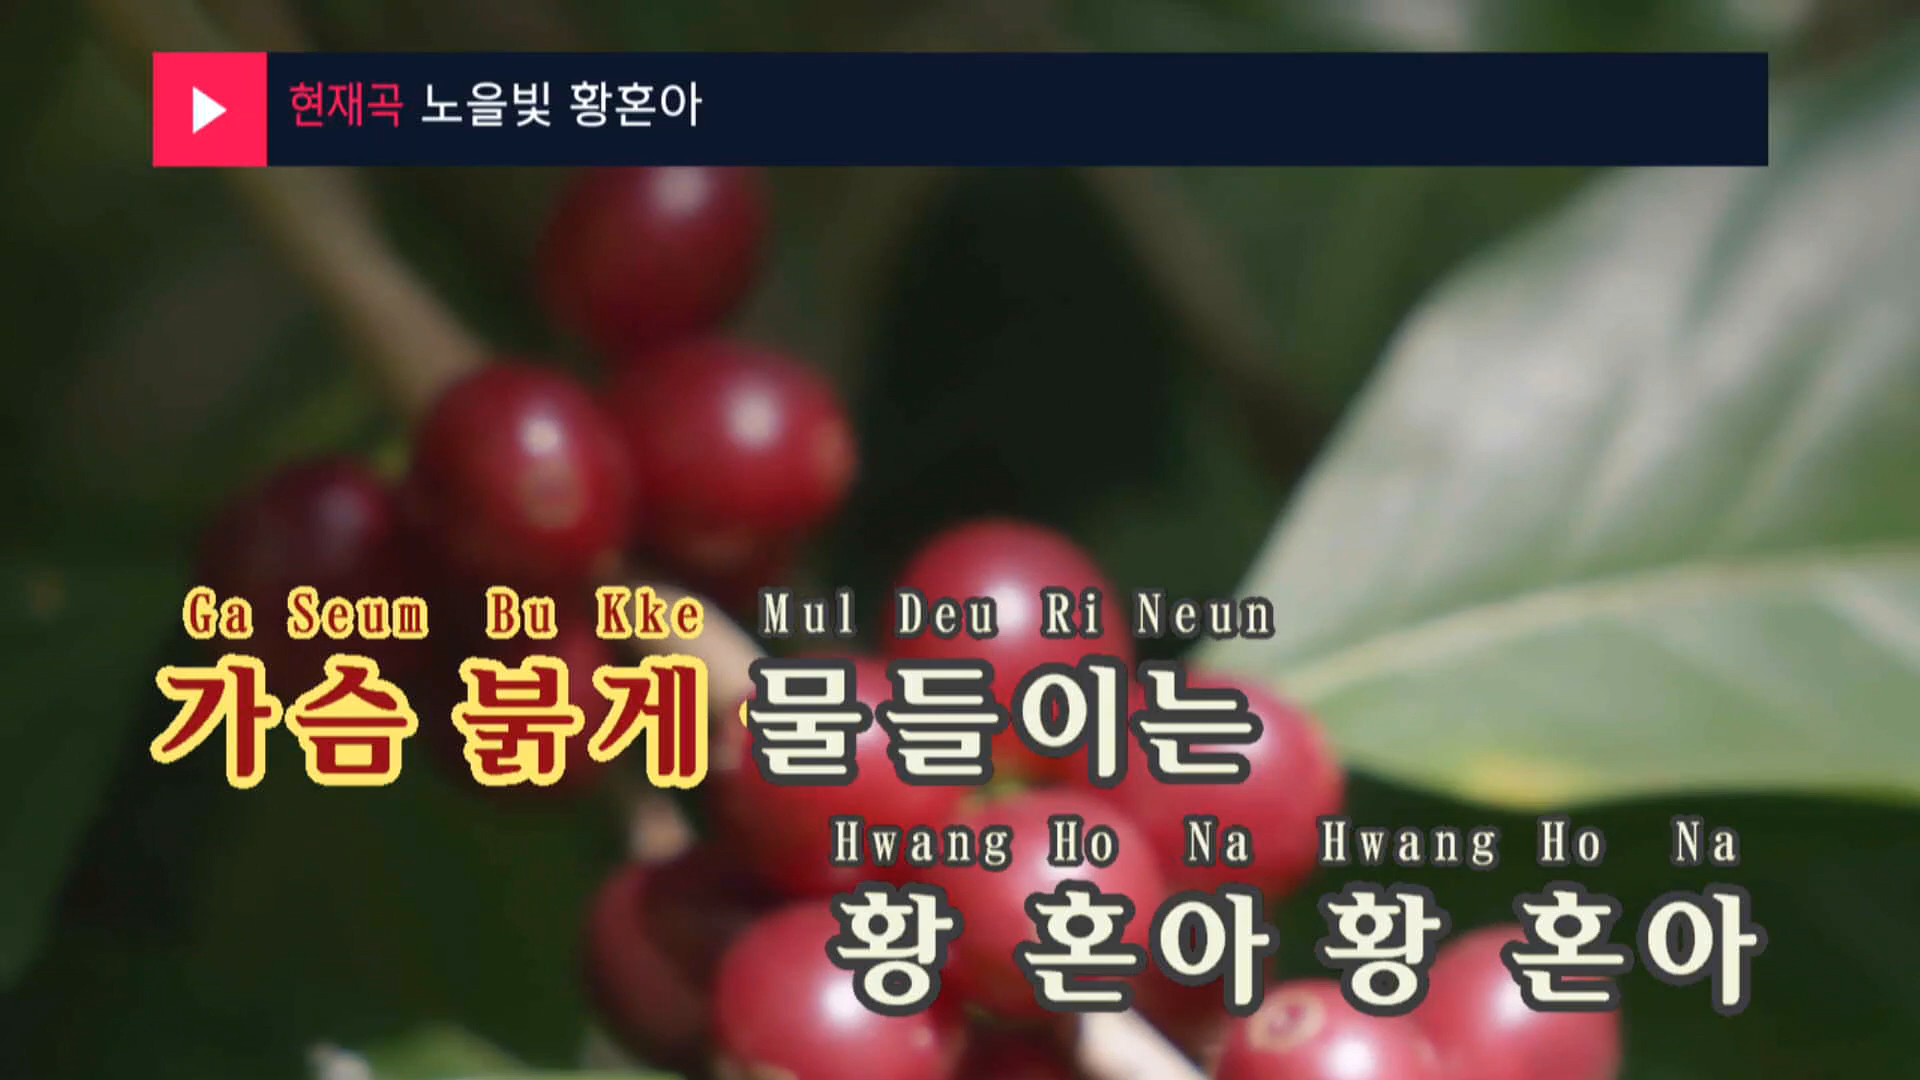 현재곡 노을빛 황혼아
Ga Seum Bu Kke Mul Deu Ri Neun
가슴 붉게 물들이는
Hwang Ho Na Hwang Ho Na
황 혼아 황 혼아